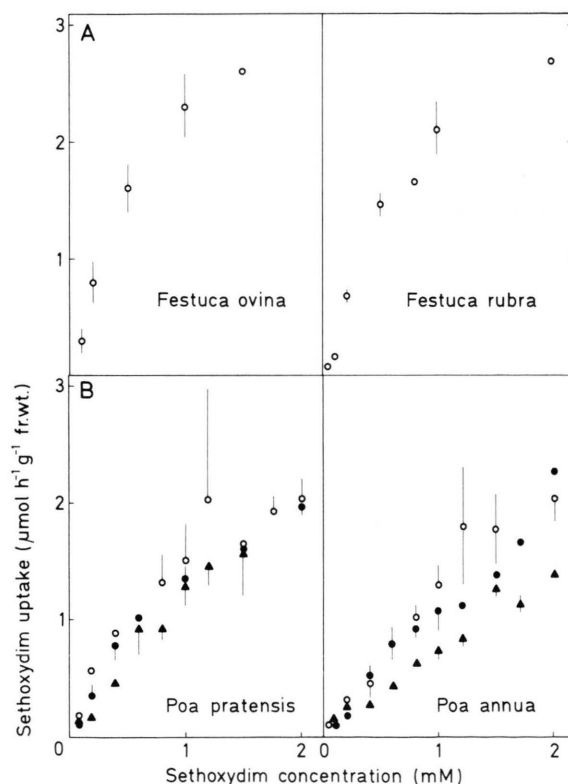 A
3
2
1
Festuca ovina
Festuca rubra
B
3
2
1
0
Poa pratensis
Poa annua
0 1 2 0 1 2
Sethoxydim uptake (µmol h⁻¹ g⁻¹ fr.wt.)
Sethoxydim concentration (mM)